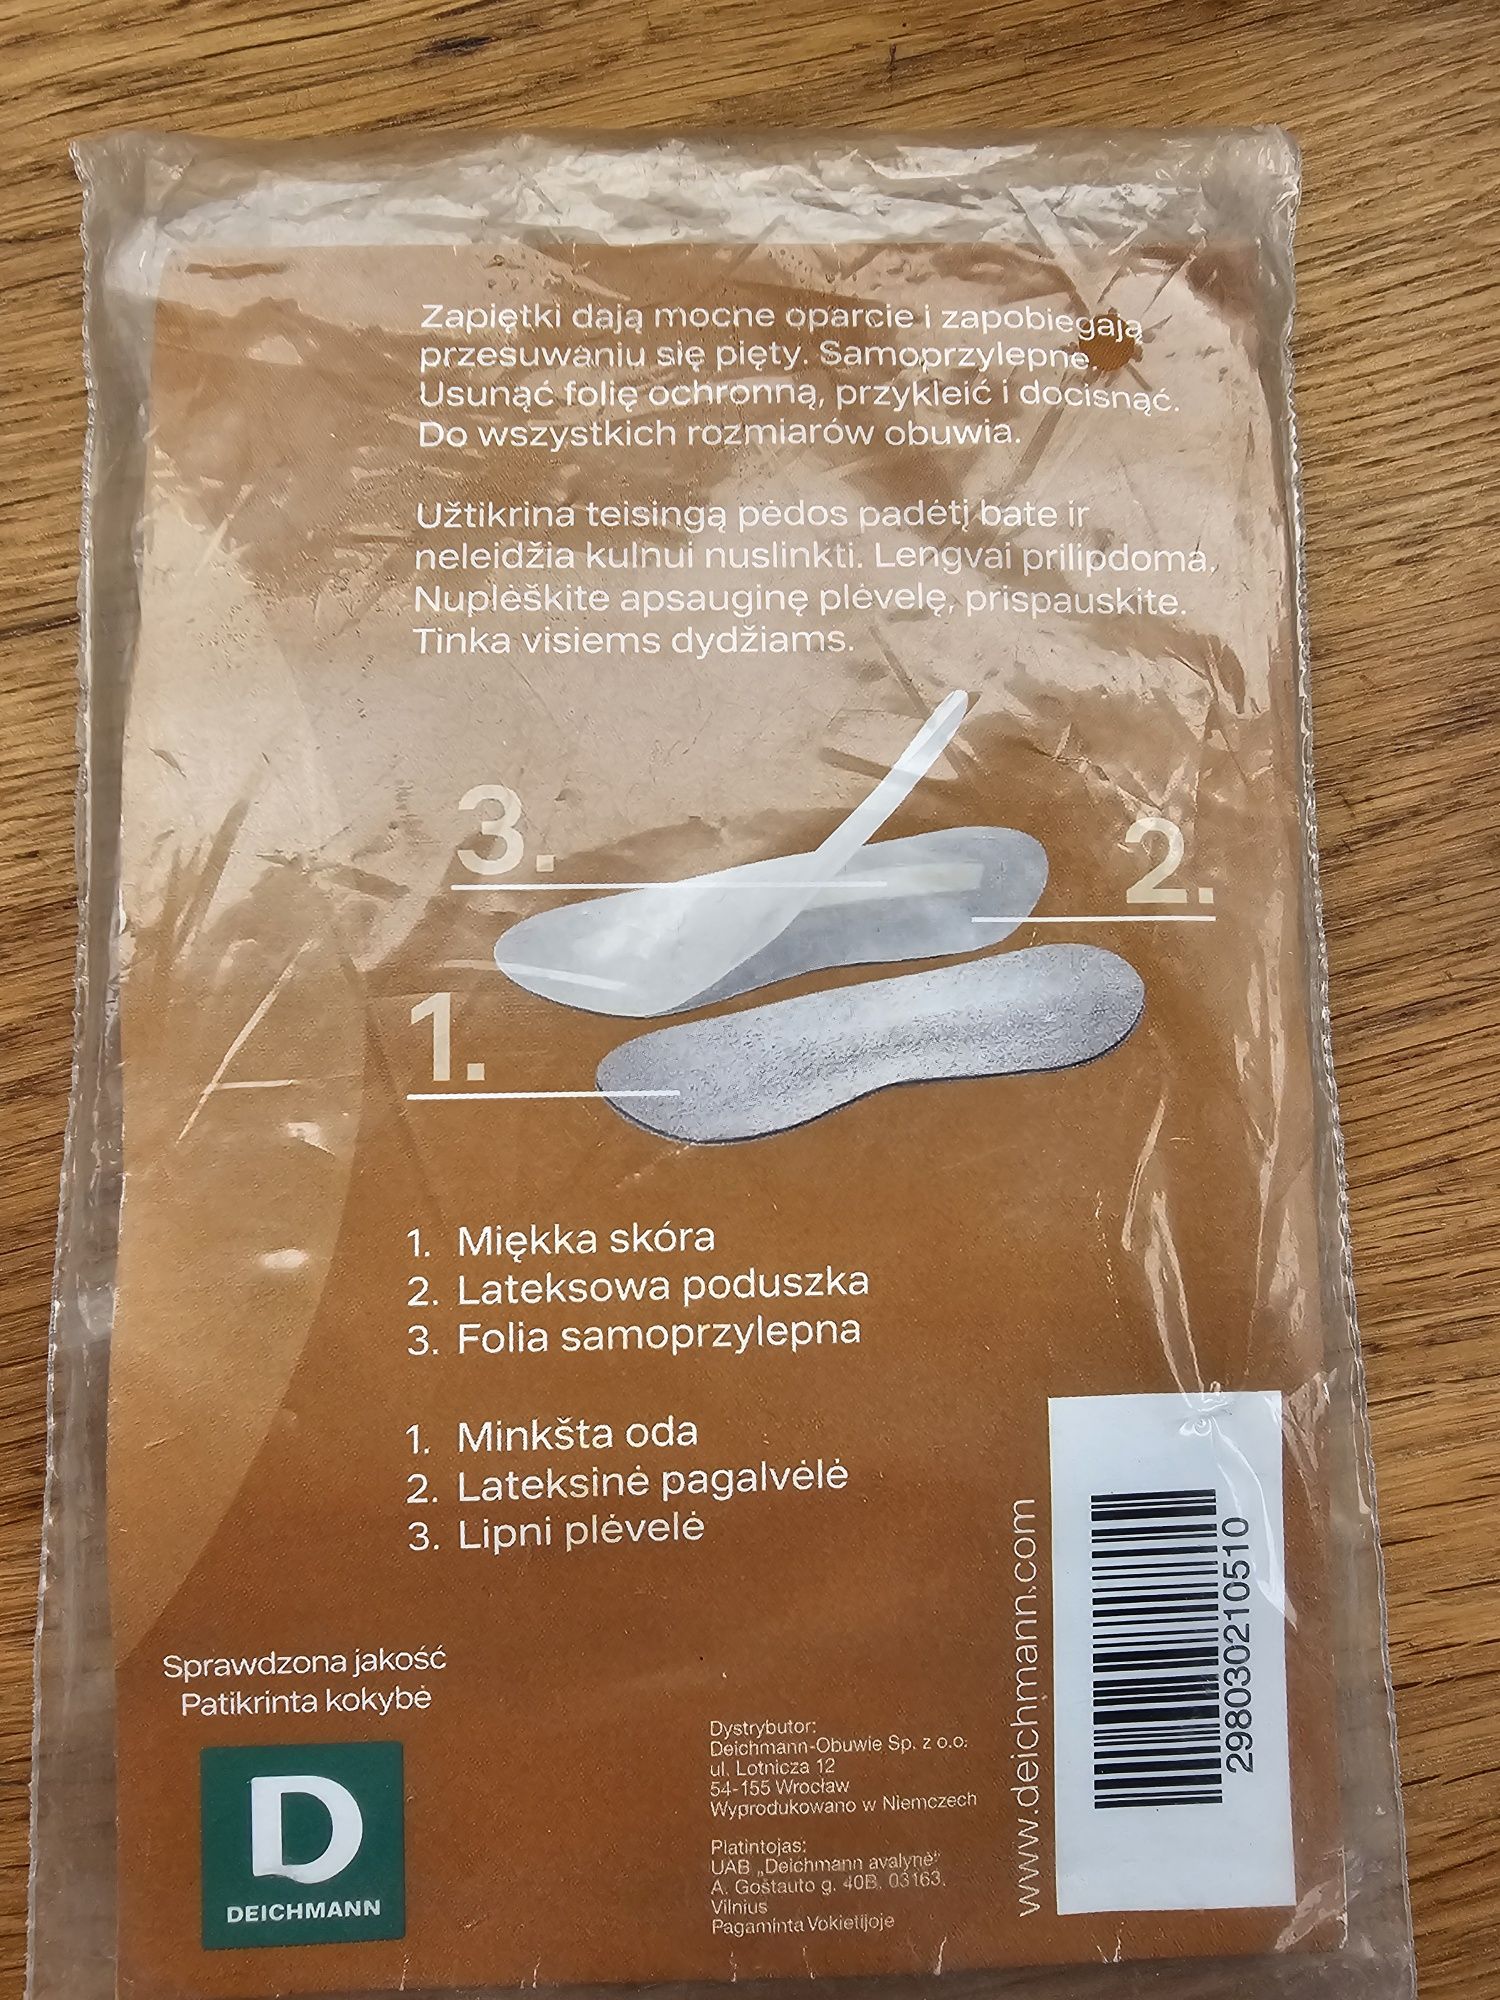 Zapiętki dają mocne oparcie i zapobiegają
przesuwaniu się pięty. Samoprzylepne.
Usunąć folię ochronną, przykleić i docisnąć.
Do wszystkich rozmiarów obuwia.
Užtikrina teisingą pėdos padėtį bate ir
neleidžia kulnui nuslinkti. Lengvai prilipdoma.
Nuplėškite apsauginę plėvelę, prispauskite.
Tinka visiems dydžiams.
3.
2.
1.
1. Miękka skóra
2. Lateksowa poduszka
3. Folia samoprzylepna
1. Minkšta oda
2. Lateksinė pagalvėlė
3. Lipni plėvelė
Sprawdzona jakość
Patikrinta kokybė
D
DEICHMANN
Dystrybutor:
Deichmann-Obuwie Sp. z o.o.
ul. Lotnicza 12
54-155 Wrocław
Wyprodukowano w Niemczech
Platintojas:
UAB „Deichmann avalynė“
A. Goštauto g. 40B, 03163,
Vilnius
Pagaminta Vokietijoje
www.deichmann.com
298030210510